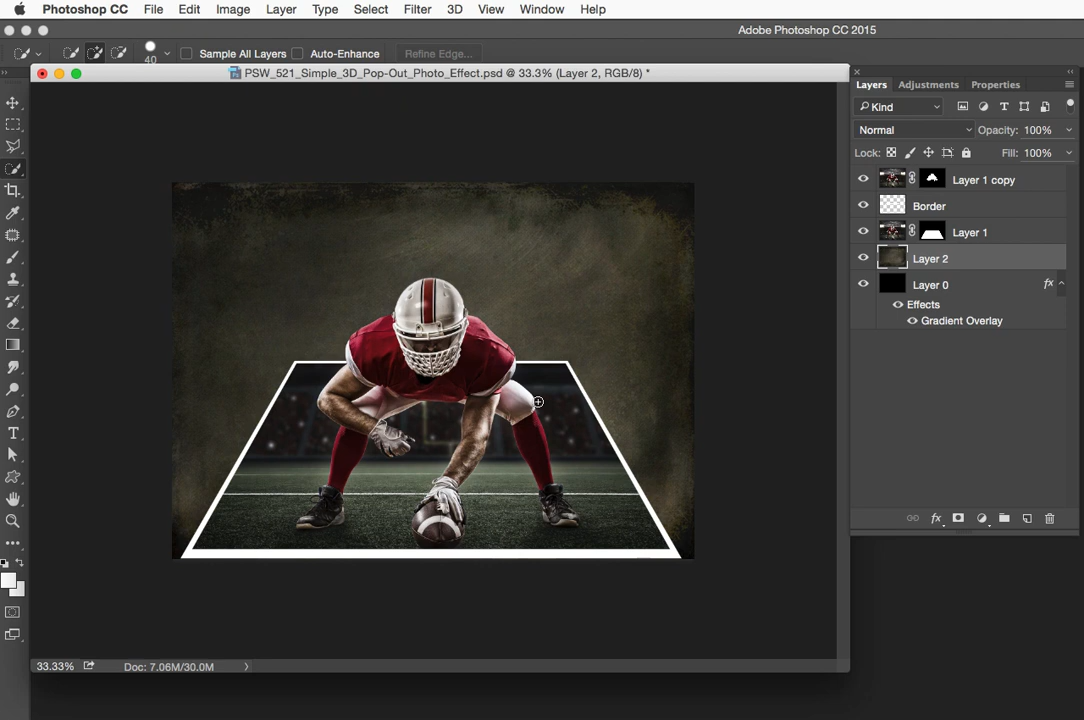 Photoshop CC File Edit Image Layer Type Select Filter 3D View Window Help
Adobe Photoshop CC 2015
40 Sample All Layers Auto-Enhance Refine Edge...
PSW_521_Simple_3D_Pop-Out_Photo_Effect.psd @ 33.3% (Layer 2, RGB/8) *
Layers Adjustments Properties
Kind
Normal Opacity: 100%
Lock: Fill: 100%
Layer 1 copy
Border
Layer 1
Layer 2
Layer 0 fx
Effects
Gradient Overlay
fx
33.33% Doc: 7.06M/30.0M